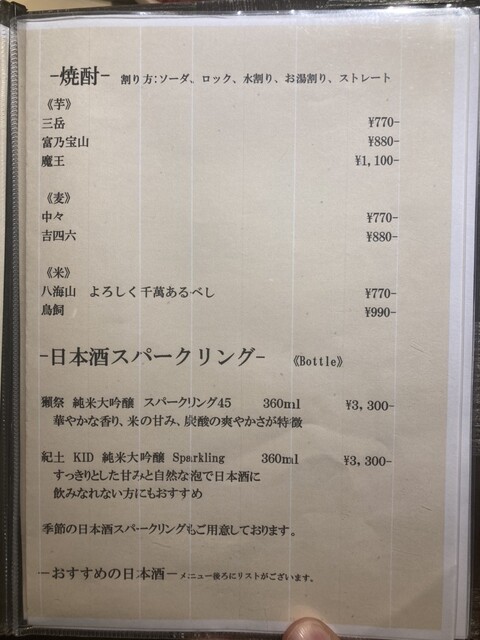 -焼酎- 割り方:ソーダ、ロック、水割り、お湯割り、ストレート
《芋》
三岳 ¥770-
富乃宝山 ¥880-
魔王 ¥1,100-
《麦》
中々 ¥770-
吉四六 ¥880-
《米》
八海山 よろしく千萬あるべし ¥770-
鳥飼 ¥990-
-日本酒スパークリング- 《Bottle》
獺祭 純米大吟醸 スパークリング45 360ml ¥3,300-
華やかな香り、米の甘み、炭酸の爽やかさが特徴
紀土 KID 純米大吟醸 Sparkling 360ml ¥3,300-
すっきりとした甘みと自然な泡で日本酒に
飲みなれない方にもおすすめ
季節の日本酒スパークリングもご用意しております。
-おすすめの日本酒- メニュー後ろにリストがございます。